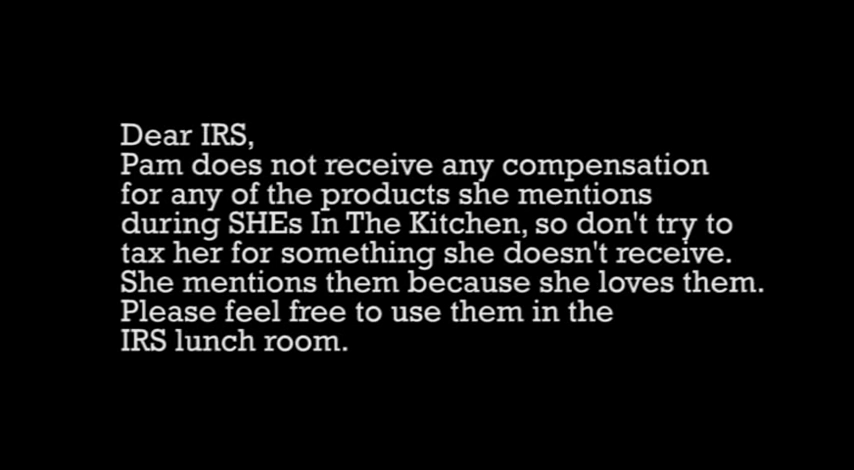 Dear IRS,
Pam does not receive any compensation
for any of the products she mentions
during SHEs In The Kitchen, so don't try to
tax her for something she doesn't receive.
She mentions them because she loves them.
Please feel free to use them in the
IRS lunch room.